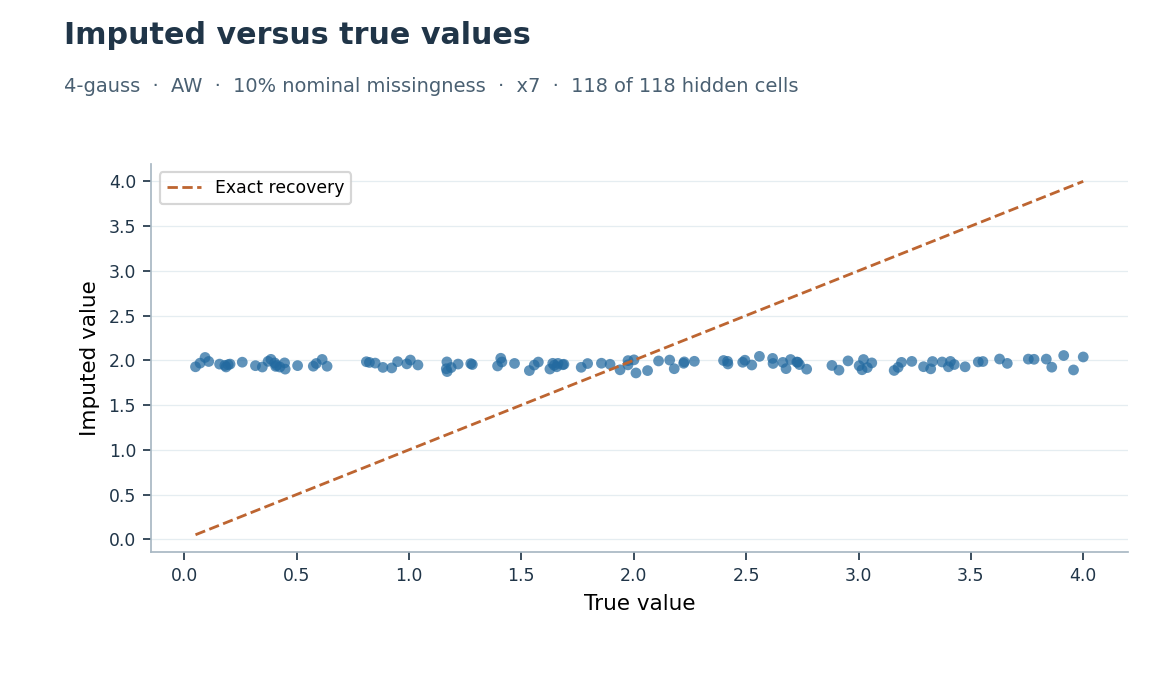 Imputed versus true values
4-gauss · AW · 10% nominal missingness · x7 · 118 of 118 hidden cells
Exact recovery
4.0
3.5
3.0
2.5
2.0
1.5
1.0
0.5
0.0
Imputed value
0.0 0.5 1.0 1.5 2.0 2.5 3.0 3.5 4.0
True value